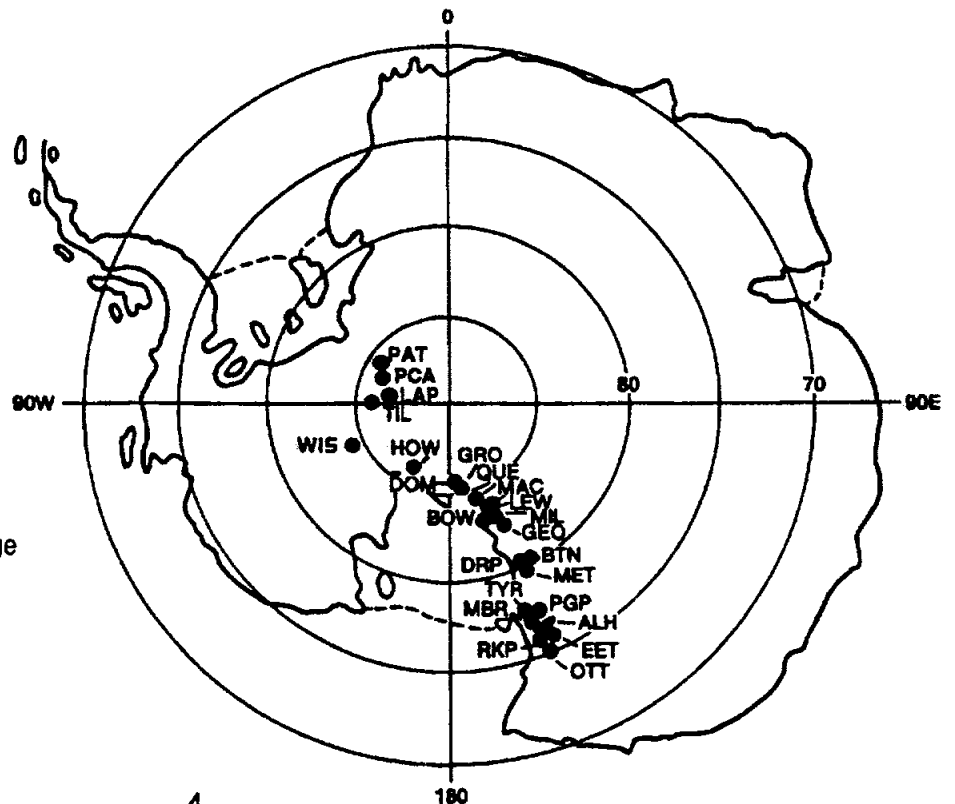 0
PAT
PCA
LAP
TIL
80
70
90W
90E
WIS
HOW
GRO
QUE
DOM
MAC
LEW
BOW
MIL
GEO
ge
DRP
BTN
MET
TYR
MBR
PGP
ALH
RKP
EET
OTT
180